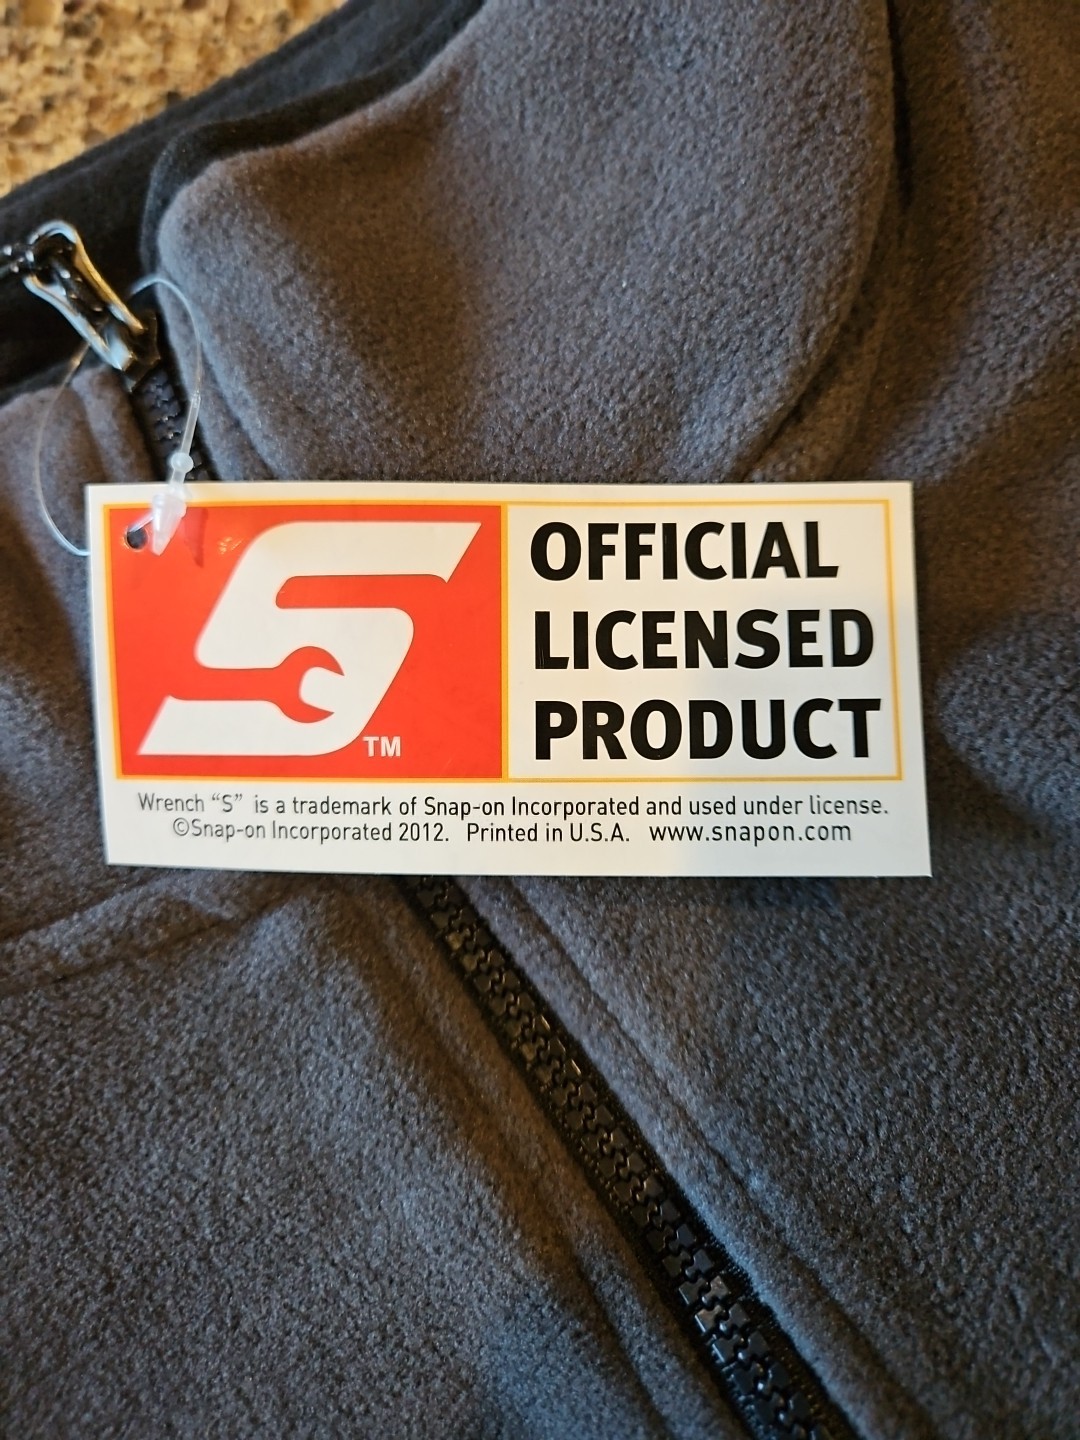 S
TM
OFFICIAL
LICENSED
PRODUCT
Wrench “S” is a trademark of Snap-on Incorporated and used under license.
©Snap-on Incorporated 2012. Printed in U.S.A. www.snapon.com